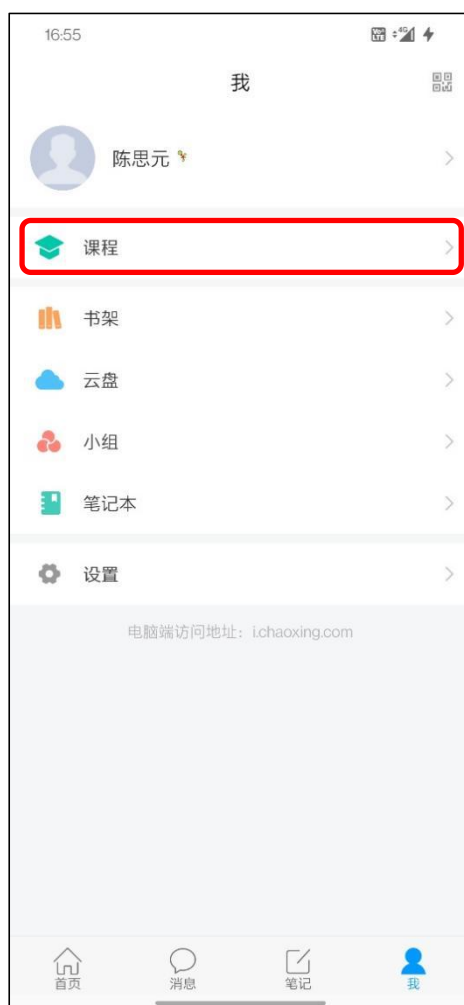 16:55
4G
我
陈思元
课程
书架
云盘
小组
笔记本
设置
电脑端访问地址：i.chaoxing.com
首页
消息
笔记
我